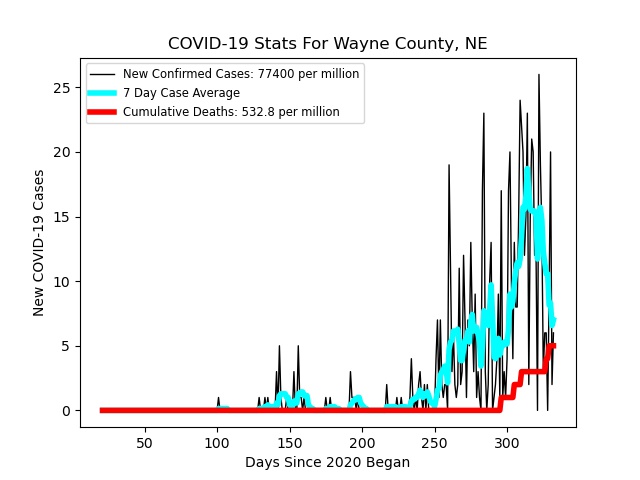 COVID-19 Stats For Wayne County, NE
New Confirmed Cases: 77400 per million
7 Day Case Average
Cumulative Deaths: 532.8 per million
New COVID-19 Cases
25
20
15
10
5
0
50 100 150 200 250 300
Days Since 2020 Began